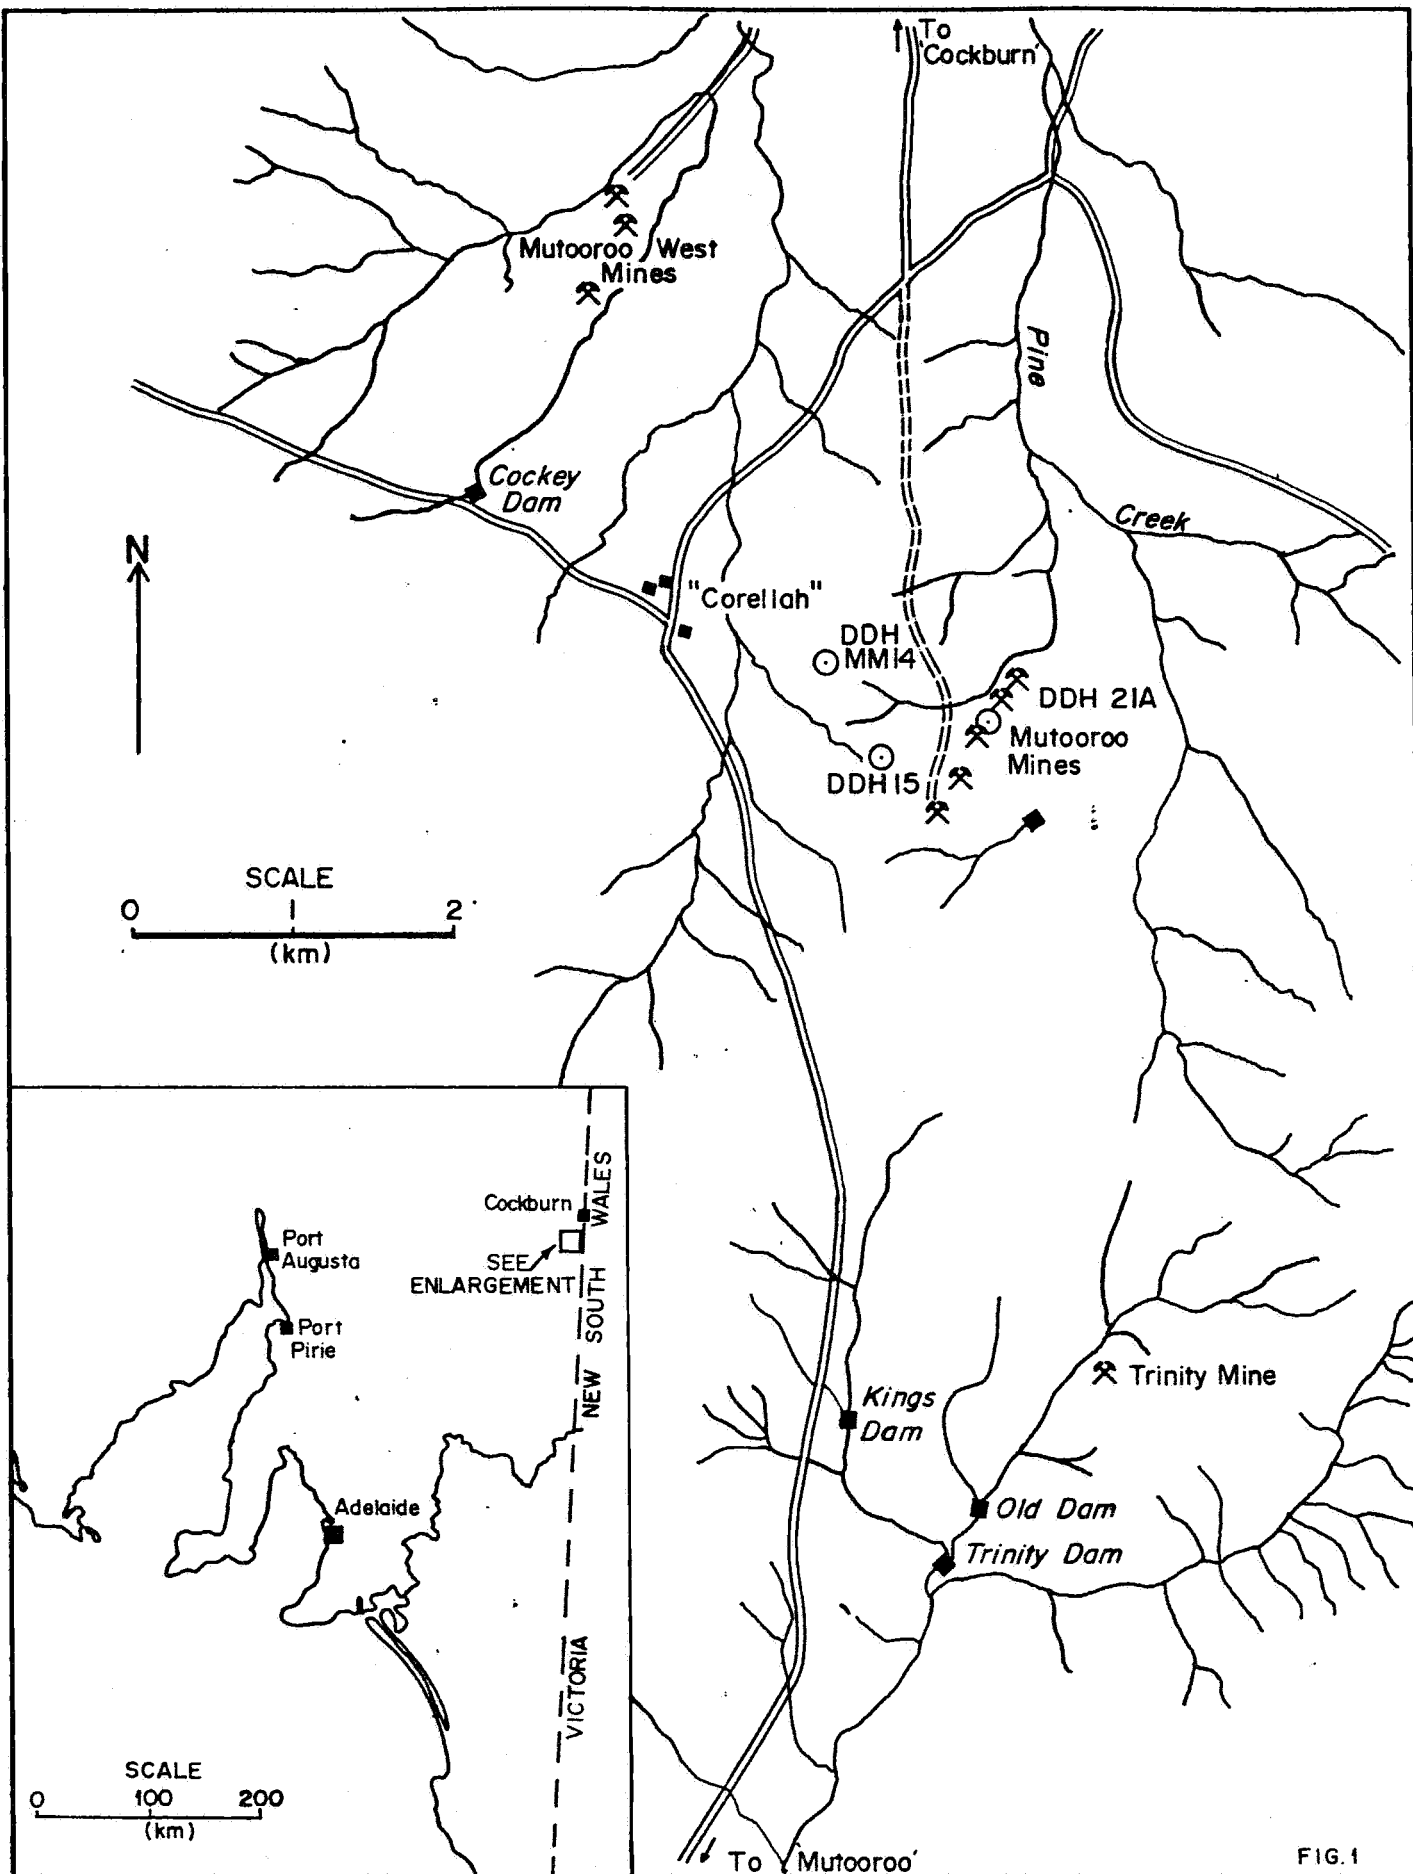 To
'Cockburn'
Mutooroo West
Mines
Pine
Cockey
Dam
Creek
N
"Corellah"
DDH
MM14
DDH 21A
Mutooroo
Mines
DDH15
SCALE
0 1 2
(km)
Cockburn
WALES
SOUTH
NEW
Port
Augusta
SEE
ENLARGEMENT
Port
Pirie
Adelaide
VICTORIA
SCALE
0 100 200
(km)
Trinity Mine
Kings
Dam
Old Dam
Trinity Dam
To 'Mutooroo'
FIG.1